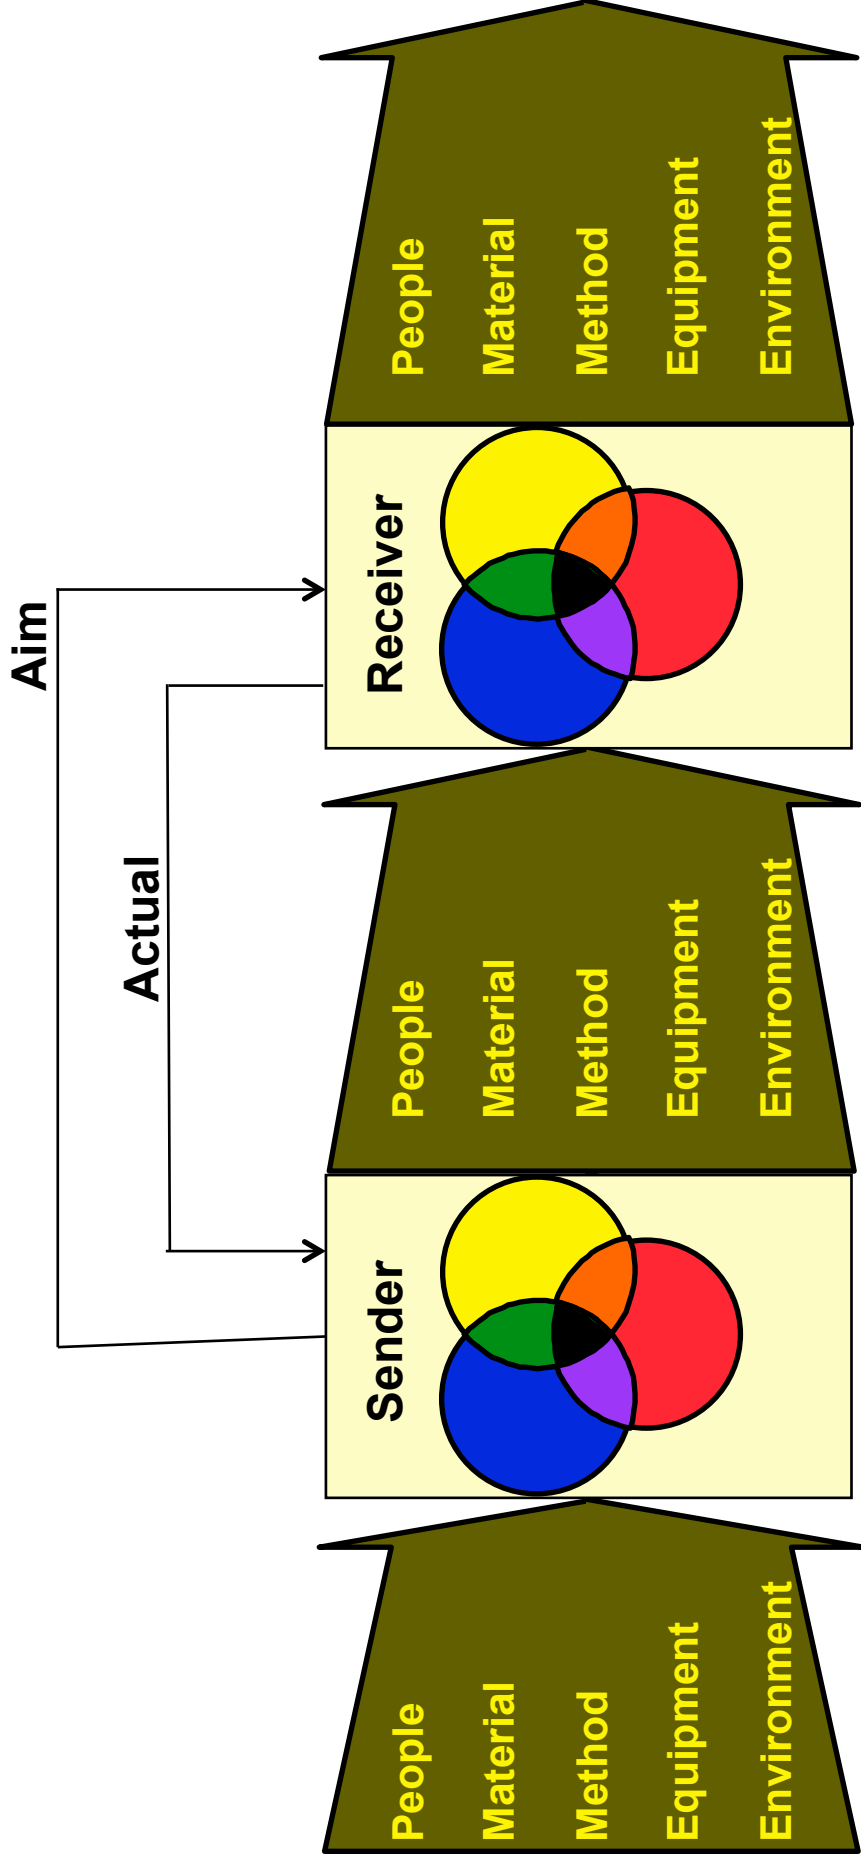 Aim
Actual
Sender
Receiver
People
Material
Method
Equipment
Environment
People
Material
Method
Equipment
Environment
People
Material
Method
Equipment
Environment